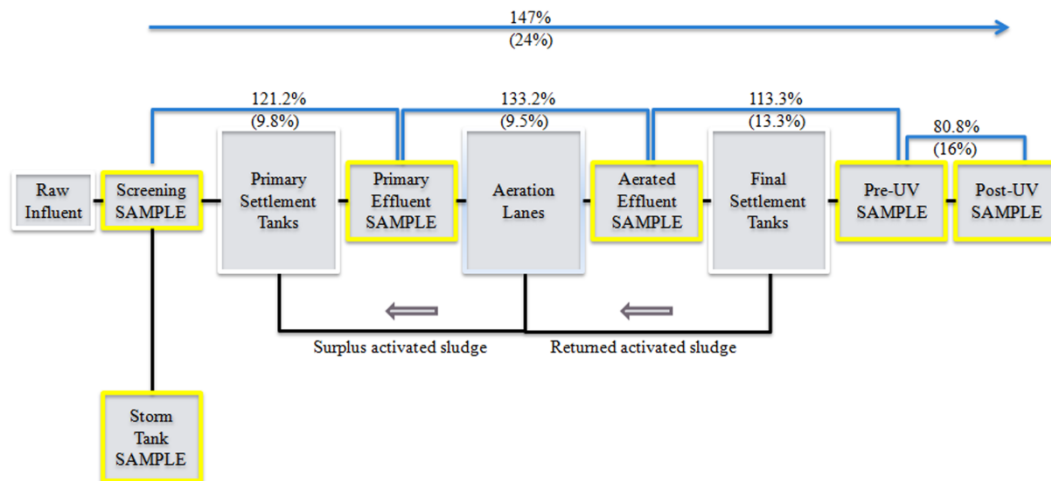 147%
(24%)
121.2%
(9.8%)
133.2%
(9.5%)
113.3%
(13.3%)
80.8%
(16%)
Raw
Influent
Screening
SAMPLE
Primary
Settlement
Tanks
Primary
Effluent
SAMPLE
Aeration
Lanes
Aerated
Effluent
SAMPLE
Final
Settlement
Tanks
Pre-UV
SAMPLE
Post-UV
SAMPLE
Surplus activated sludge
Returned activated sludge
Storm
Tank
SAMPLE